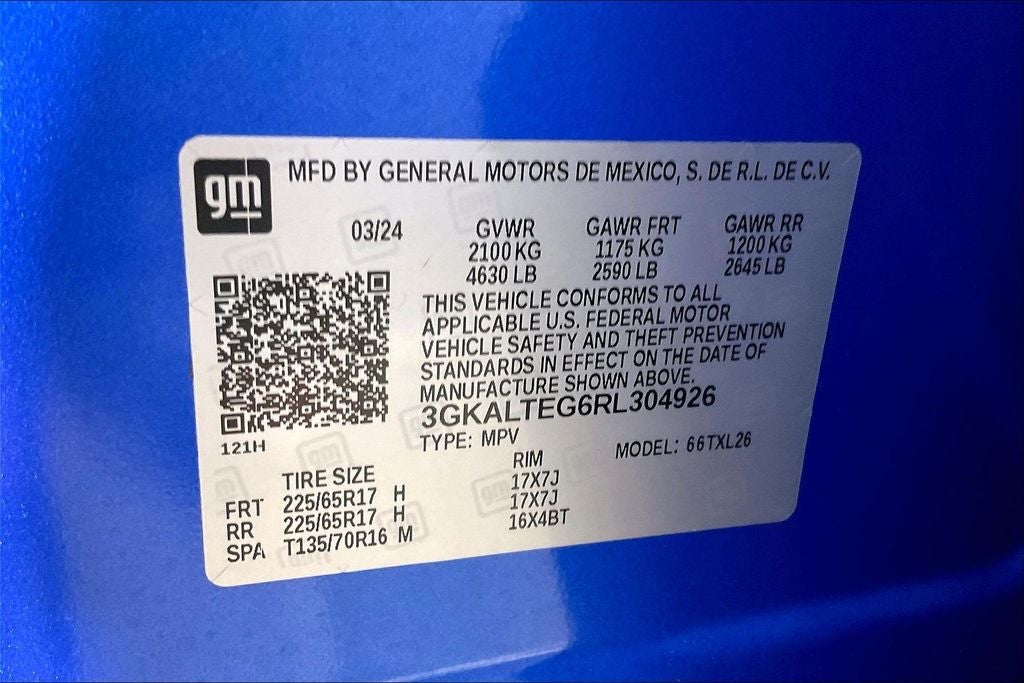 gm
MFD BY GENERAL MOTORS DE MEXICO, S. DE R.L. DE C.V.
03/24 GVWR GAWR FRT GAWR RR
2100 KG 1175 KG 1200 KG
4630 LB 2590 LB 2645 LB
THIS VEHICLE CONFORMS TO ALL
APPLICABLE U.S. FEDERAL MOTOR
VEHICLE SAFETY AND THEFT PREVENTION
STANDARDS IN EFFECT ON THE DATE OF
MANUFACTURE SHOWN ABOVE.
3GKALTEG6RL304926
121H
TYPE: MPV MODEL: 66TXL26
TIRE SIZE RIM
FRT 225/65R17 H 17X7J
RR 225/65R17 H 17X7J
SPA T135/70R16 M 16X4BT